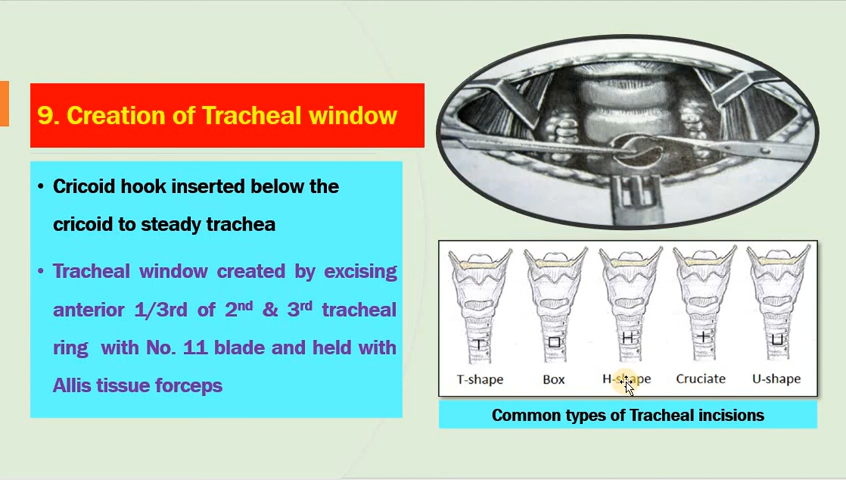 9. Creation of Tracheal window
• Cricoid hook inserted below the
cricoid to steady trachea
• Tracheal window created by excising
anterior 1/3rd of 2nd & 3rd tracheal
ring with No. 11 blade and held with
Allis tissue forceps
T-shape Box H-shape Cruciate U-shape
Common types of Tracheal incisions